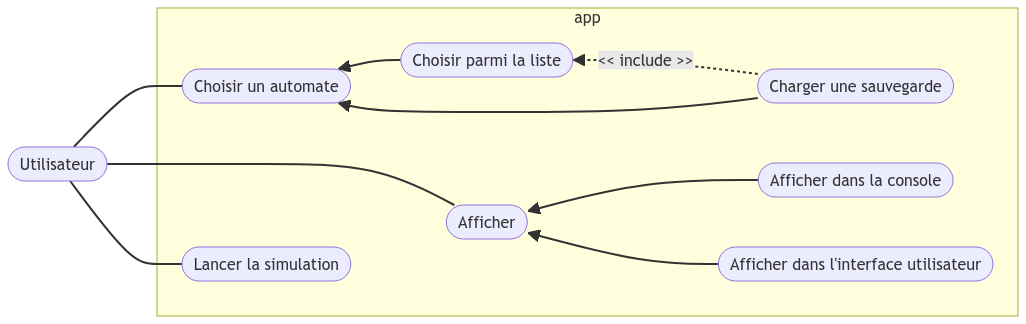 app
Choisir parmi la liste
<< include >>
Choisir un automate
Charger une sauvegarde
Utilisateur
Afficher dans la console
Afficher
Lancer la simulation
Afficher dans l'interface utilisateur